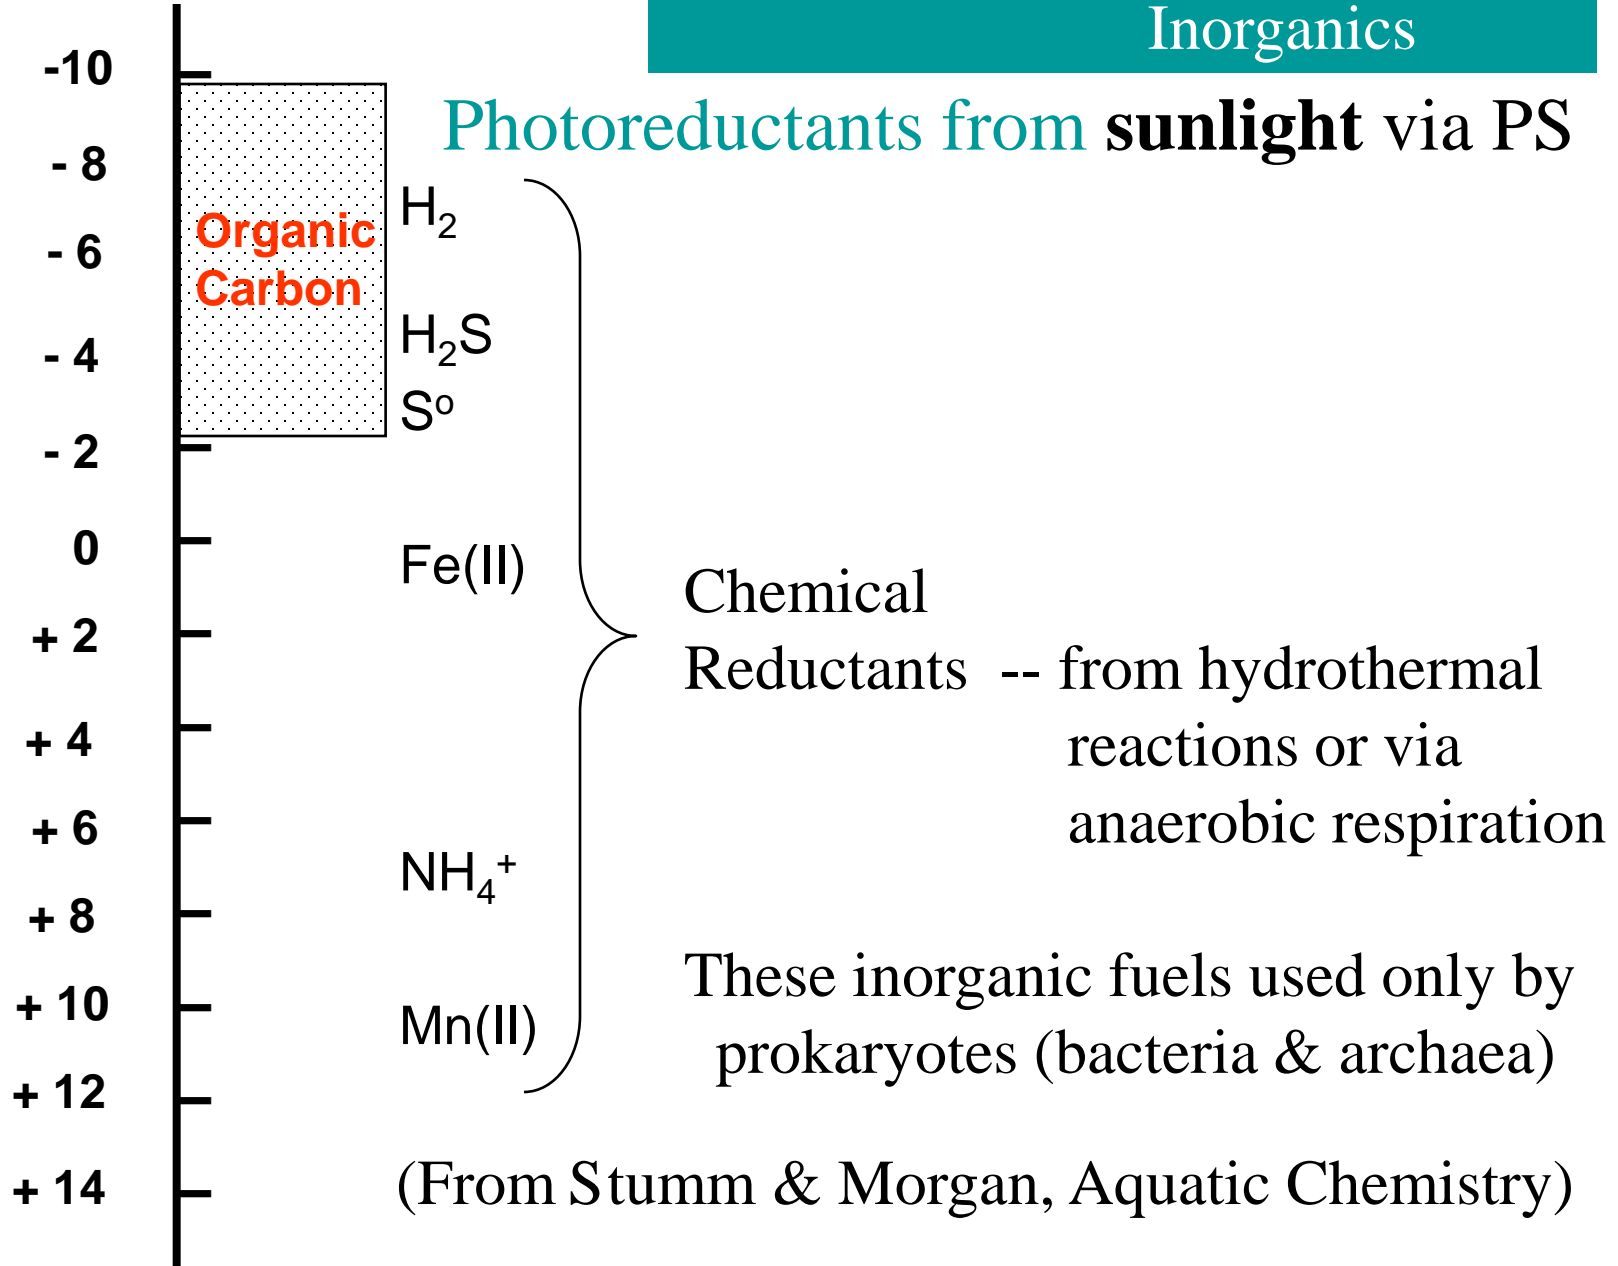 Inorganics
Photoreductants from sunlight via PS
-10
- 8
- 6
- 4
- 2
0
+ 2
+ 4
+ 6
+ 8
+ 10
+ 12
+ 14
Organic
Carbon
H₂
H₂S
Sᵒ
Fe(II)
NH₄⁺
Mn(II)
Chemical
Reductants -- from hydrothermal
reactions or via
anaerobic respiration
These inorganic fuels used only by
prokaryotes (bacteria & archaea)
(From Stumm & Morgan, Aquatic Chemistry)